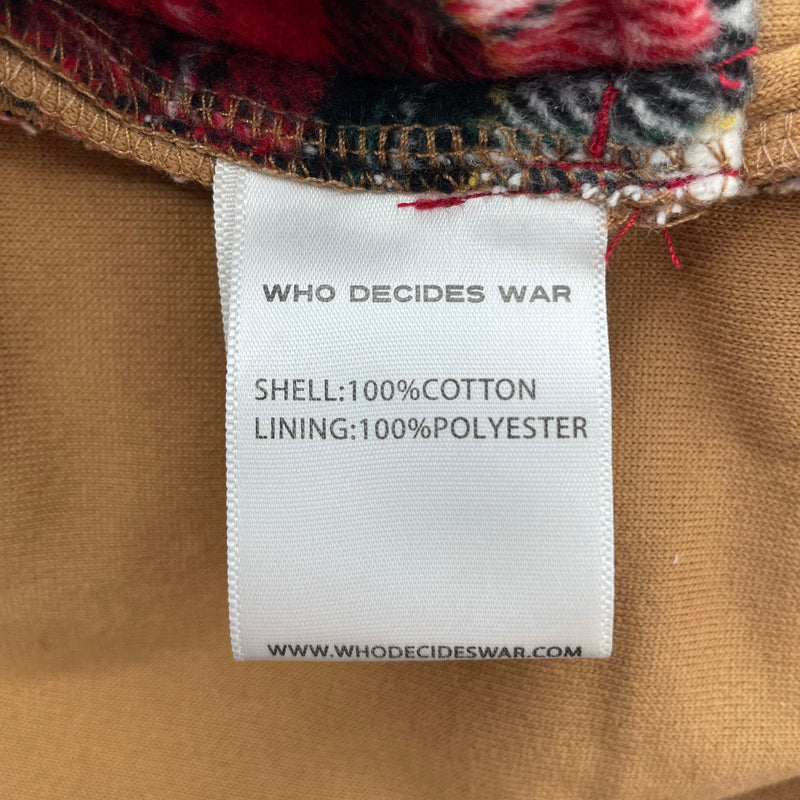 WHO DECIDES WAR
SHELL:100%COTTON
LINING:100%POLYESTER
WWW.WHODECIDESWAR.COM